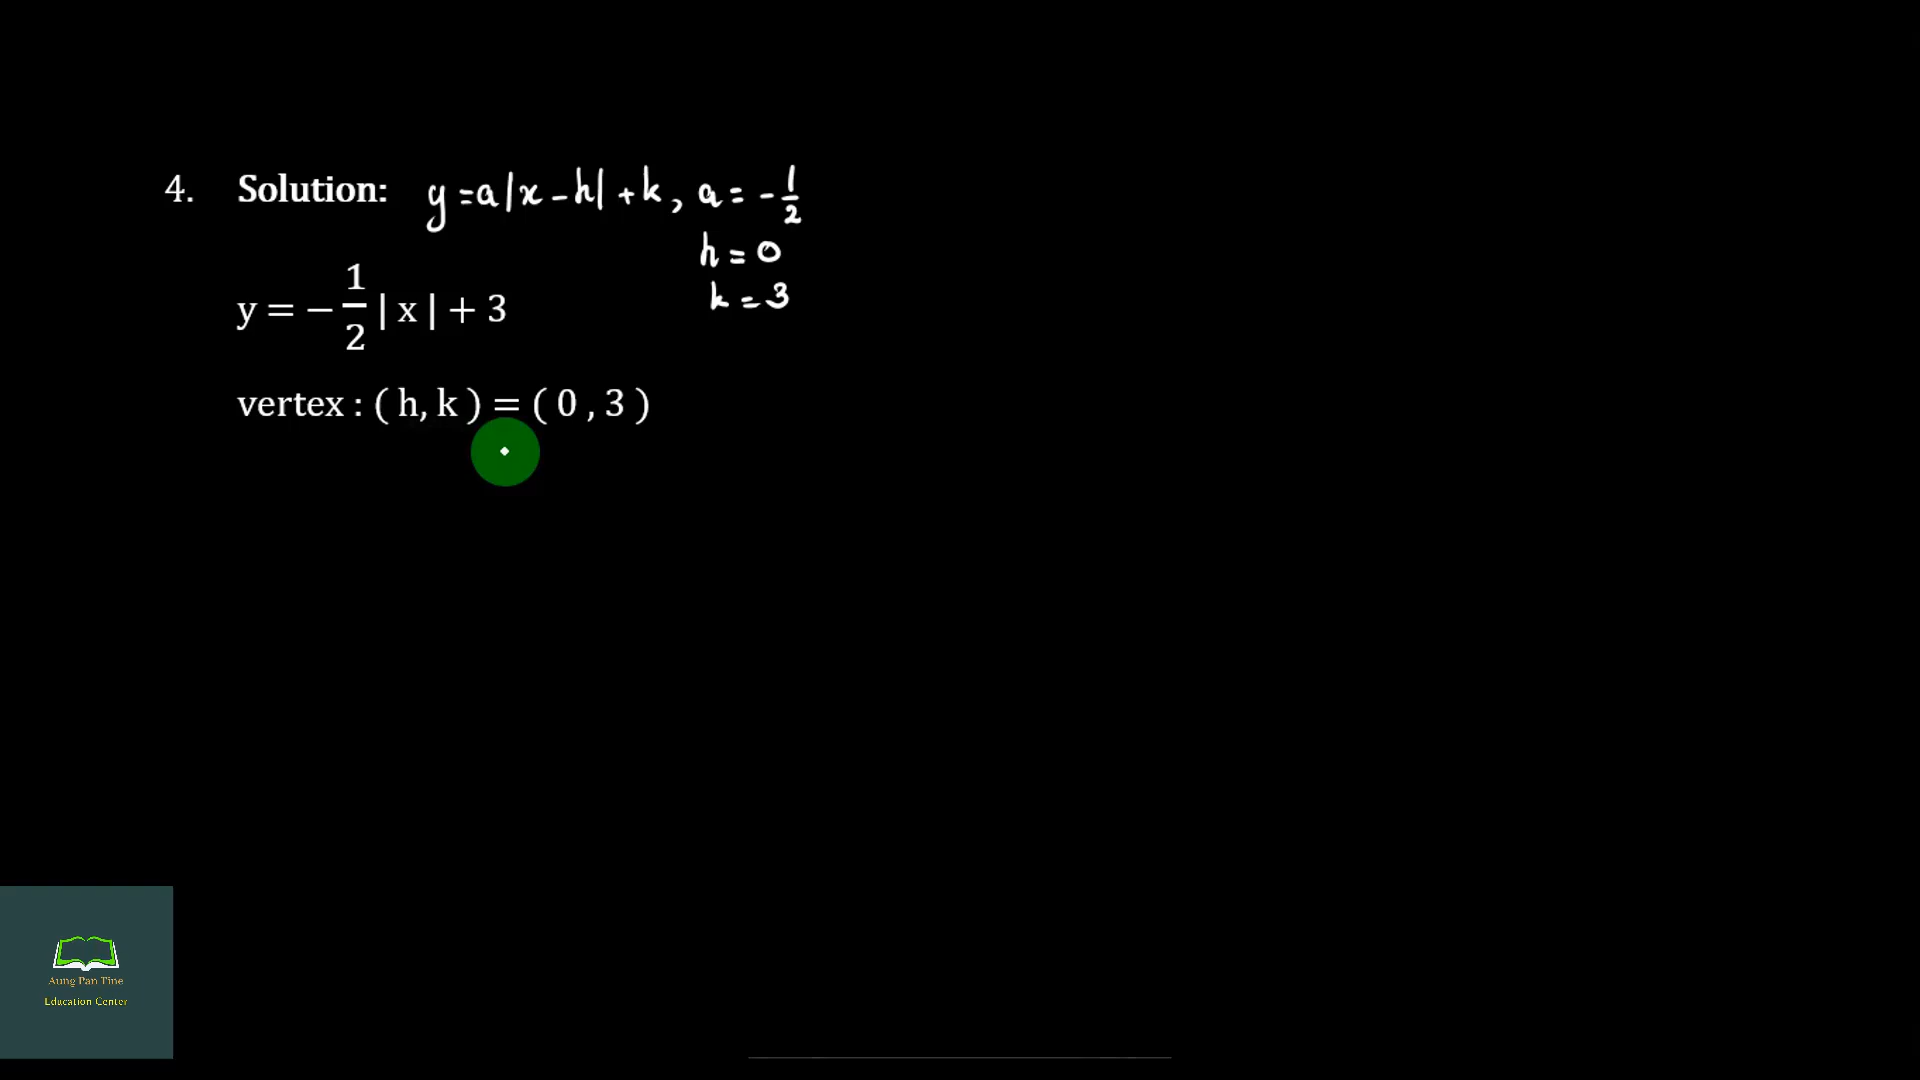 4. Solution: y = a|x - h| + k, a = -1/2
h = 0
k = 3
y = − 1/2 | x | + 3
vertex : ( h, k ) = ( 0 , 3 )
Aung Pan Tine
Education Center